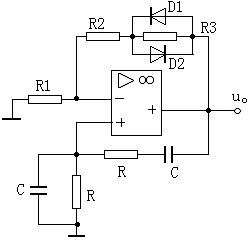 D1
R2
R3
D2
R1
▷ ∞
−
+
+
uo
R
C
C
R